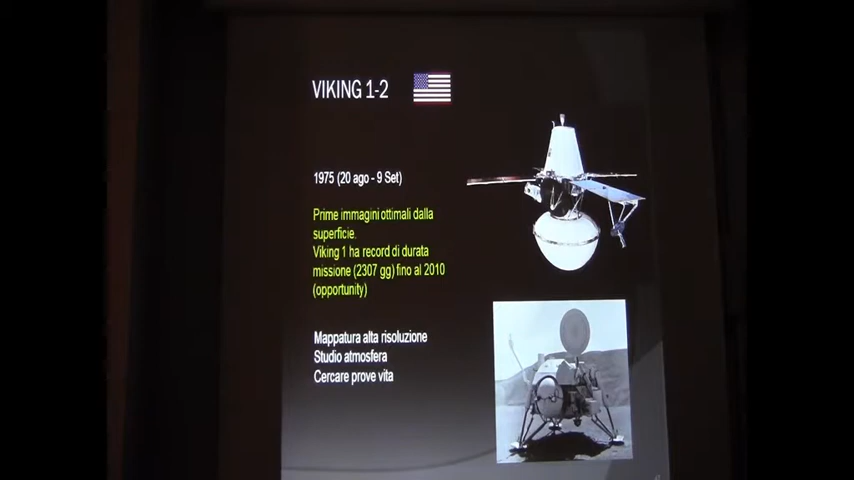 VIKING 1-2
1975 (20 ago - 9 Set)
Prime immagini ottimali dalla
superficie.
Viking 1 ha record di durata
missione (2307 gg) fino al 2010
(opportunity)
Mappatura alta risoluzione
Studio atmosfera
Cercare prove vita